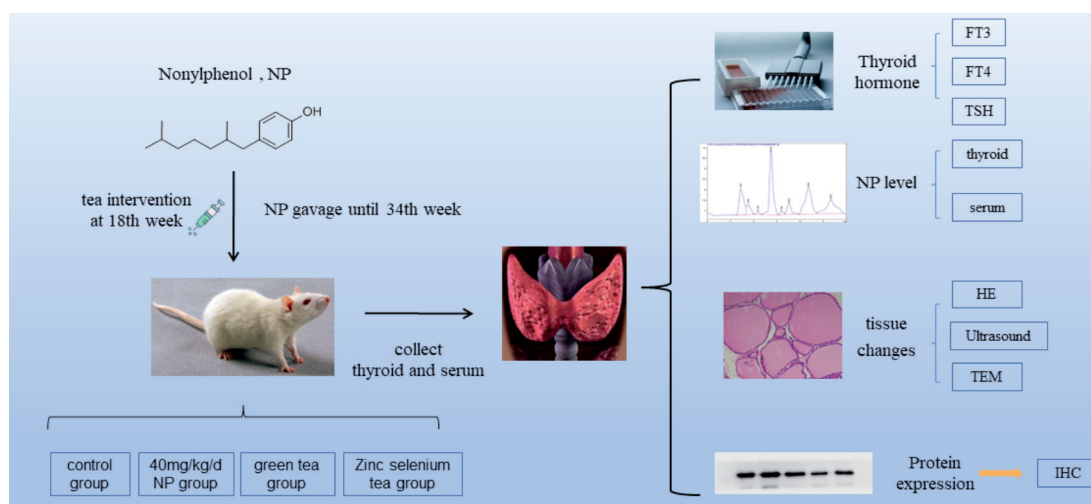 Nonylphenol , NP
OH
tea intervention
at 18th week
NP gavage until 34th week
collect
thyroid and serum
control
group
40mg/kg/d
NP group
green tea
group
Zinc selenium
tea group
Thyroid
hormone
FT3
FT4
TSH
NP level
thyroid
serum
tissue
changes
HE
Ultrasound
TEM
Protein
expression
IHC